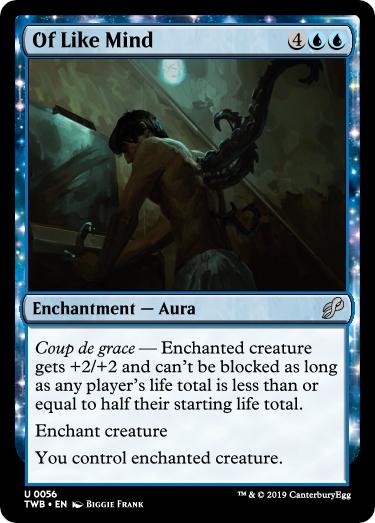 Of Like Mind 4
Enchantment — Aura
Coup de grace — Enchanted creature
gets +2/+2 and can't be blocked as long
as any player's life total is less than or
equal to half their starting life total.
Enchant creature
You control enchanted creature.
U 0056
TWB • EN Biggie Frank
™ & © 2019 CanterburyEgg